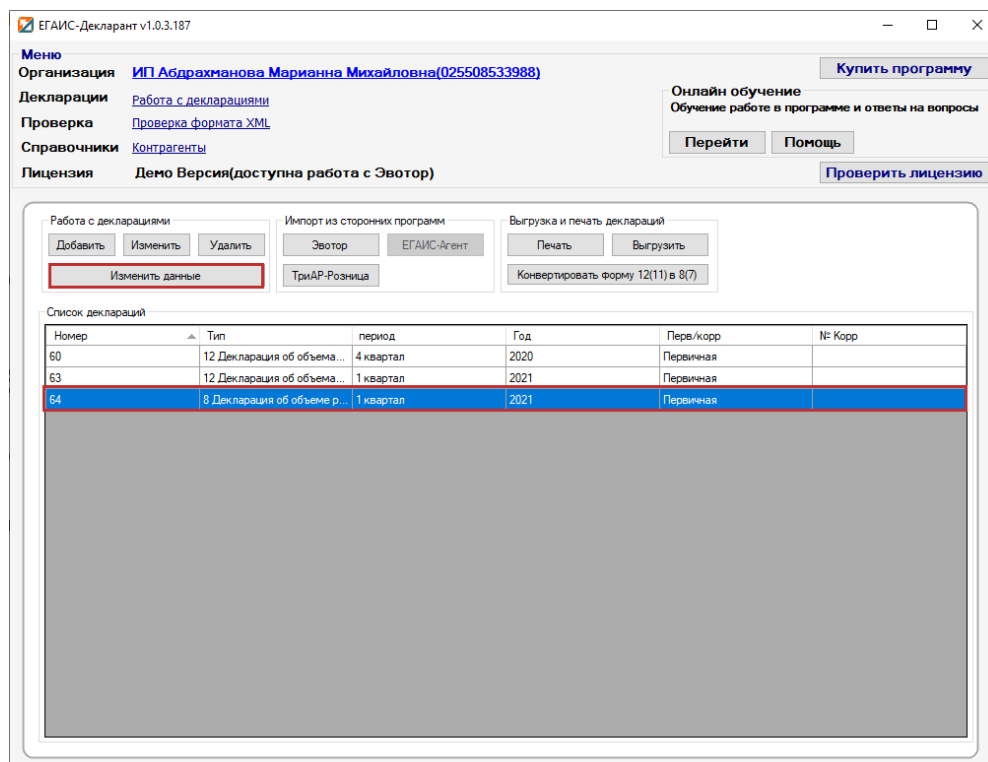 ЕГАИС-Декларант v1.0.3.187
Меню
Организация ИП Абдрахманова Марианна Михайловна(025508533988)
Купить программу
Декларации Работа с декларациями
Онлайн обучение
Обучение работе в программе и ответы на вопросы
Проверка Проверка формата XML
Перейти Помощь
Справочники Контрагенты
Лицензия Демо Версия(доступна работа с Эвотор)
Проверить лицензию
Работа с декларациями Импорт из сторонних программ Выгрузка и печать деклараций
Добавить Изменить Удалить Эвотор ЕГАИС-Агент Печать Выгрузить
Изменить данные ТриАР-Розница Конвертировать форму 12(11) в 8(7)
Список деклараций
Номер Тип период Год Перв/корр № Корр
60 12 Декларация об объема... 4 квартал 2020 Первичная
63 12 Декларация об объема... 1 квартал 2021 Первичная
64 8 Декларация об объеме р... 1 квартал 2021 Первичная